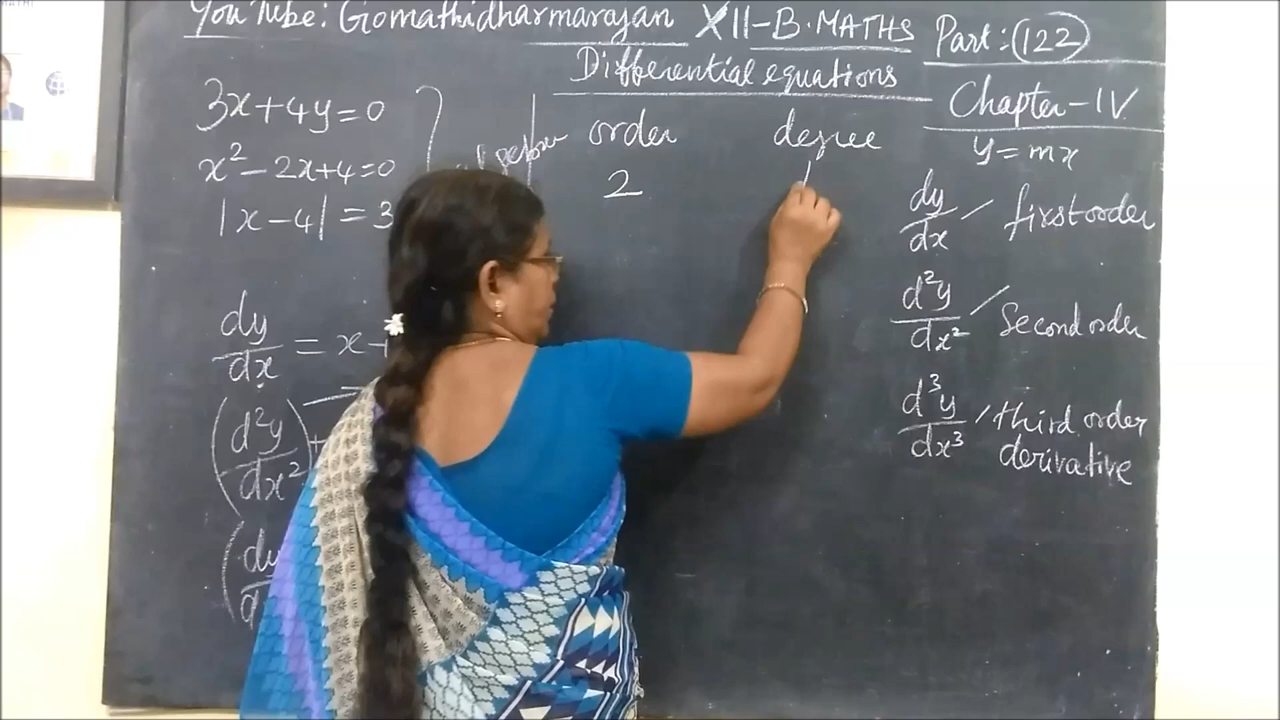 YouTube: Gomathidharmarajan XII-B. MATHS Part: 122
Differential equations
Chapter-IV
3x+4y=0
x²-2x+4=0
|x-4| = 3
order degree
2
y=mx
dy/dx first order
d²y/dx² Second order
d³y/dx³ third order
derivative
dy/dx = x-
(d²y/dx²)